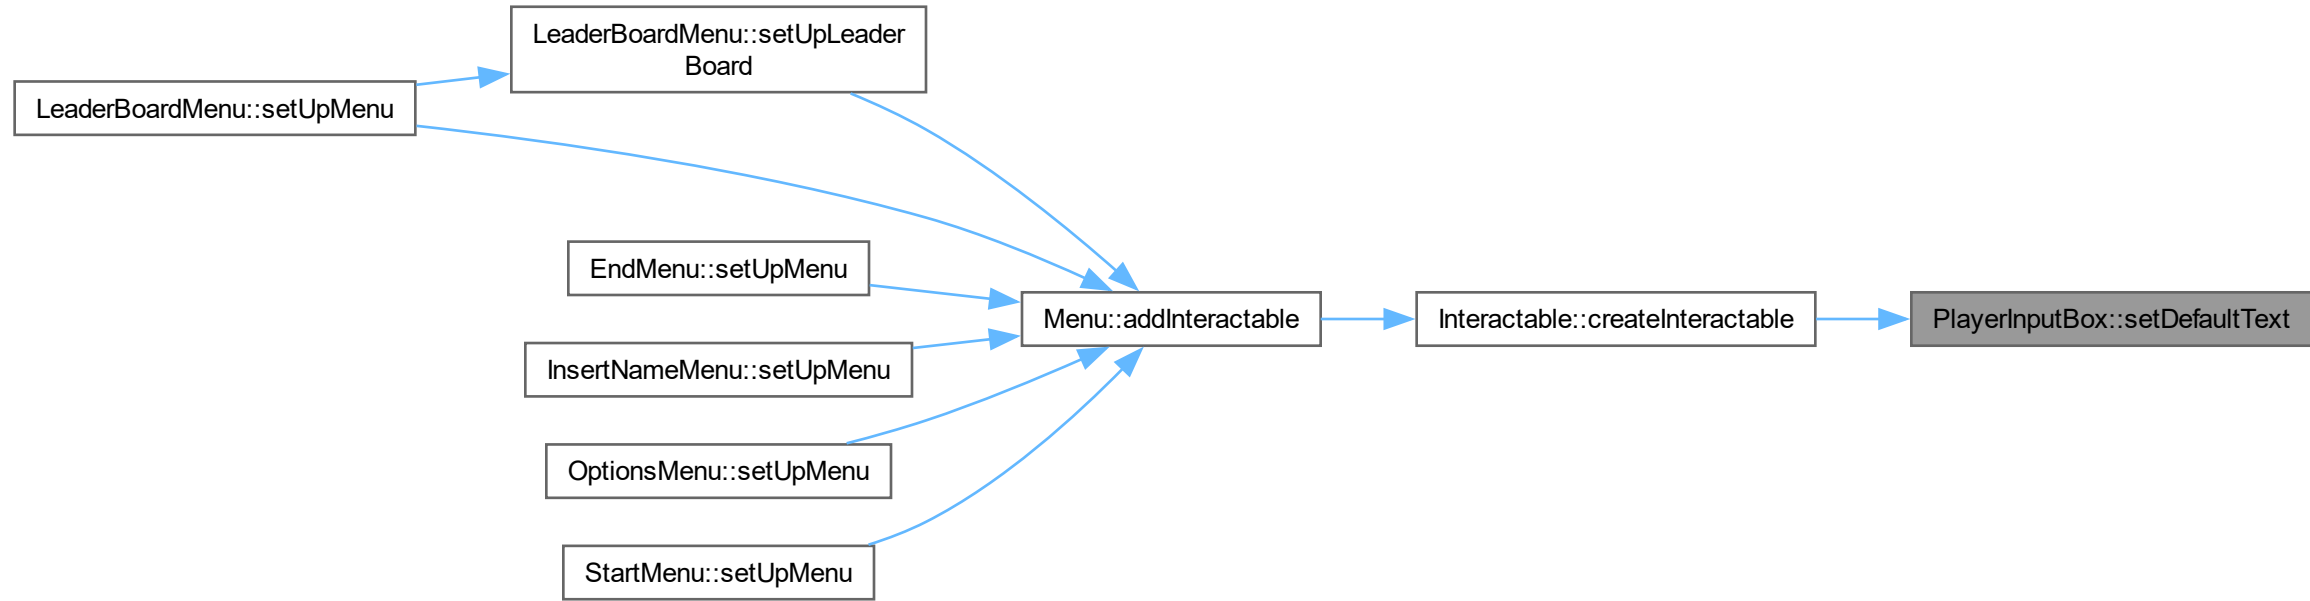 LeaderBoardMenu::setUpLeader
Board
LeaderBoardMenu::setUpMenu
EndMenu::setUpMenu
Menu::addInteractable
Interactable::createInteractable
PlayerInputBox::setDefaultText
InsertNameMenu::setUpMenu
OptionsMenu::setUpMenu
StartMenu::setUpMenu